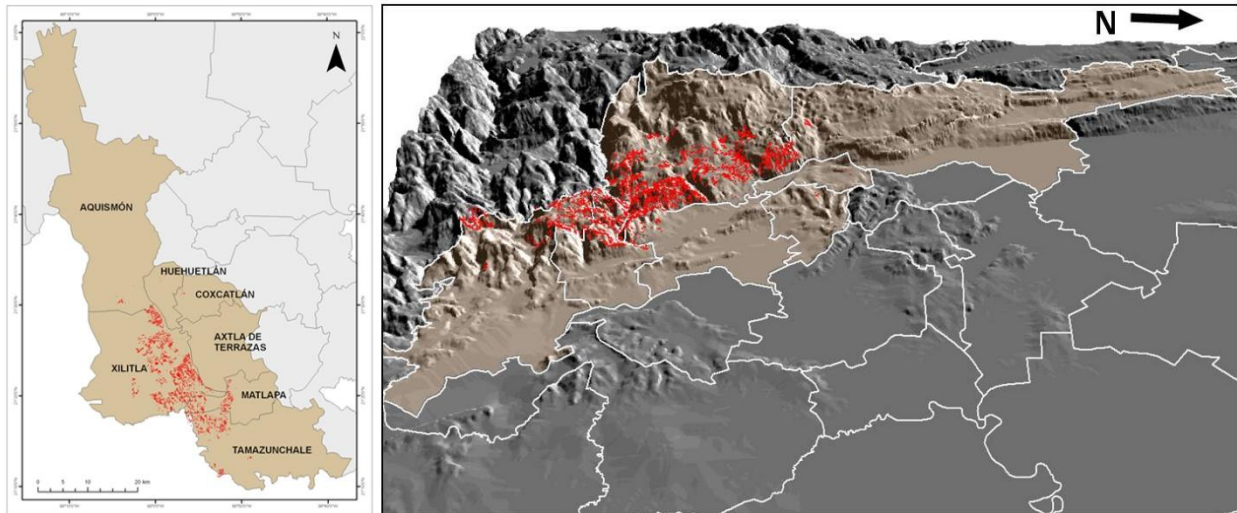 N
AQUISMÓN
HUEHUETLÁN
COXCATLÁN
AXTLA DE
TERRAZAS
XILITLA
MATLAPA
TAMAZUNCHALE
0 5 10 20 km
N